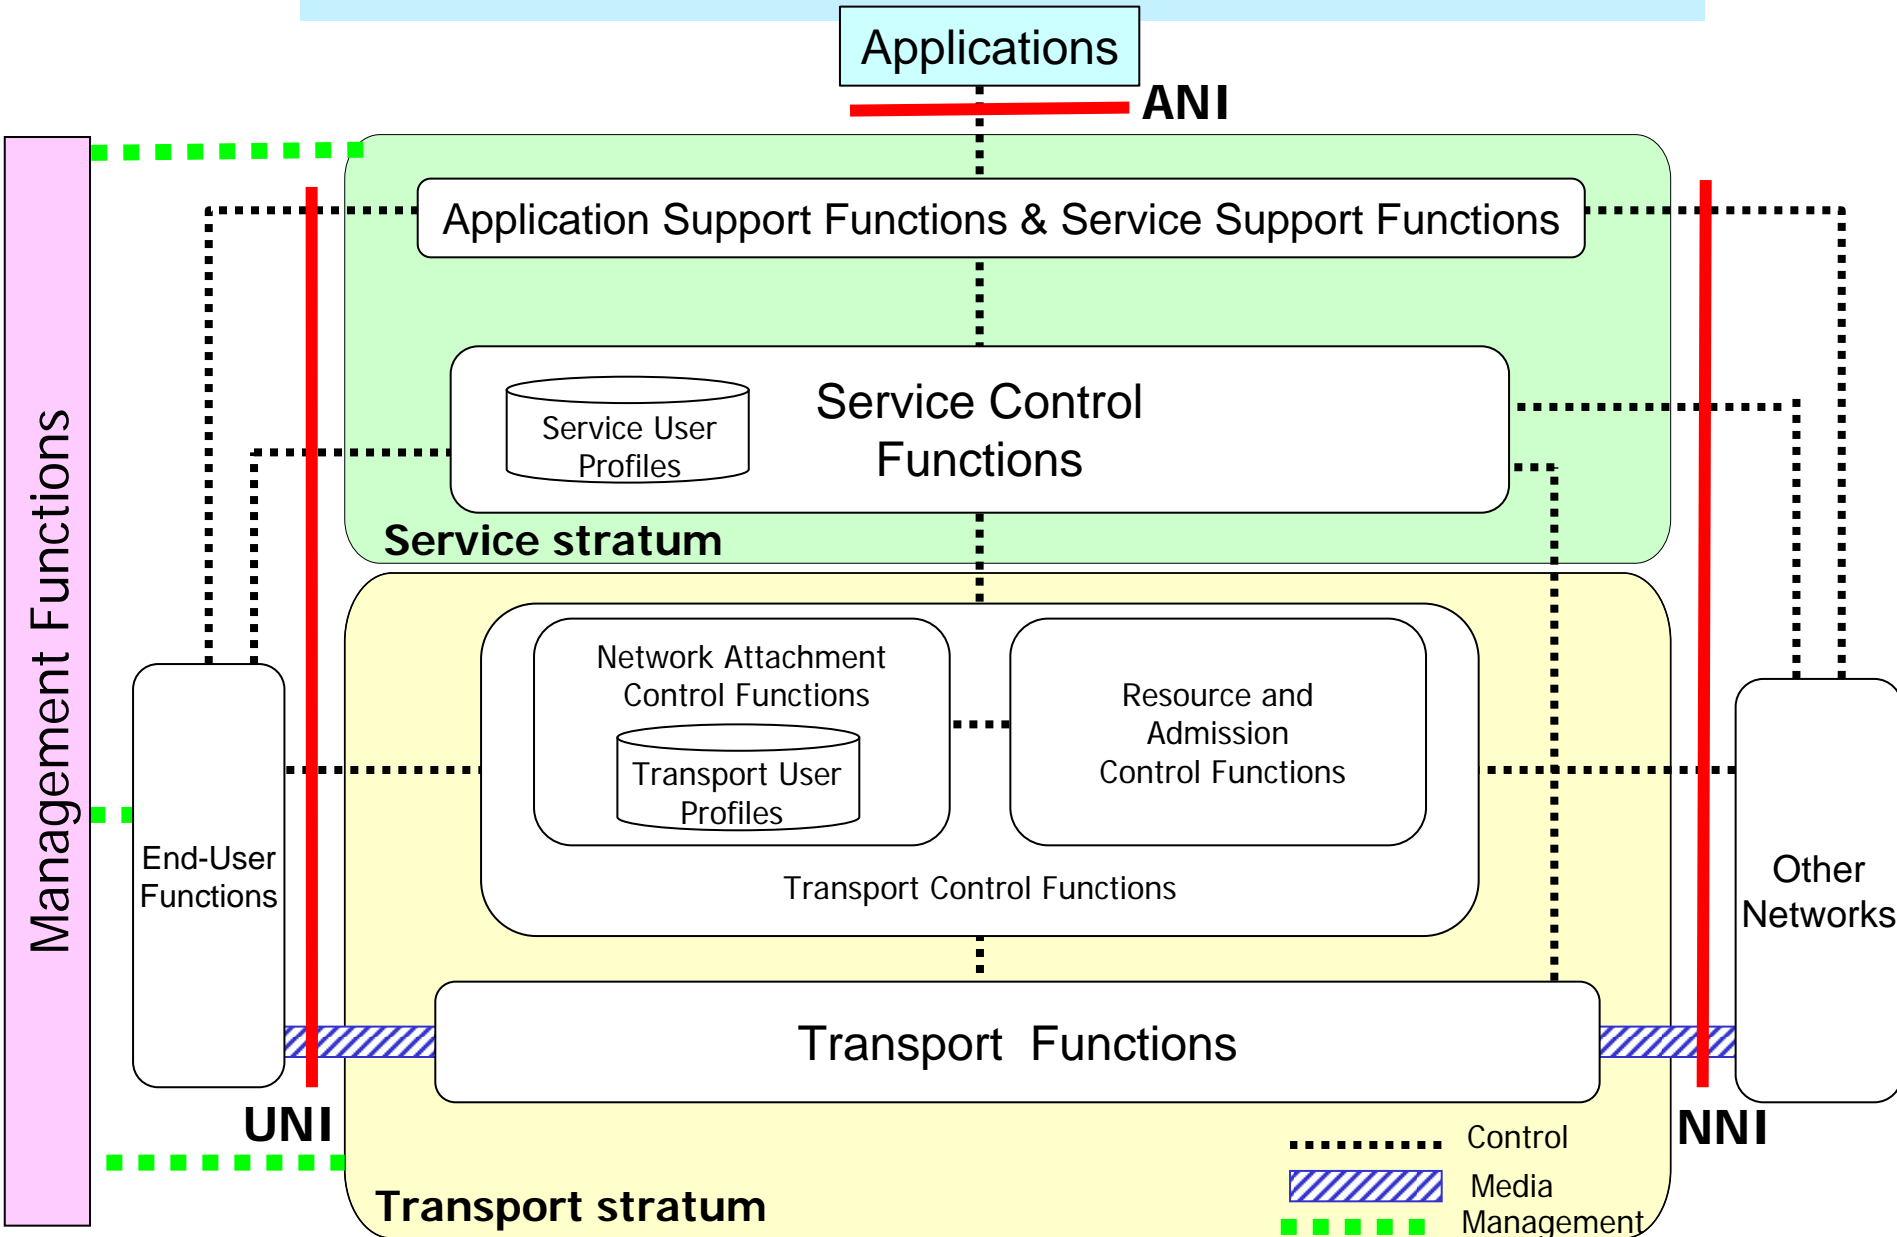 Applications
ANI
Application Support Functions & Service Support Functions
Service User
Profiles
Service Control
Functions
Service stratum
Management Functions
Network Attachment
Control Functions
Transport User
Profiles
Resource and
Admission
Control Functions
Transport Control Functions
End-User
Functions
Other
Networks
Transport Functions
UNI
NNI
Control
Media
Management
Transport stratum